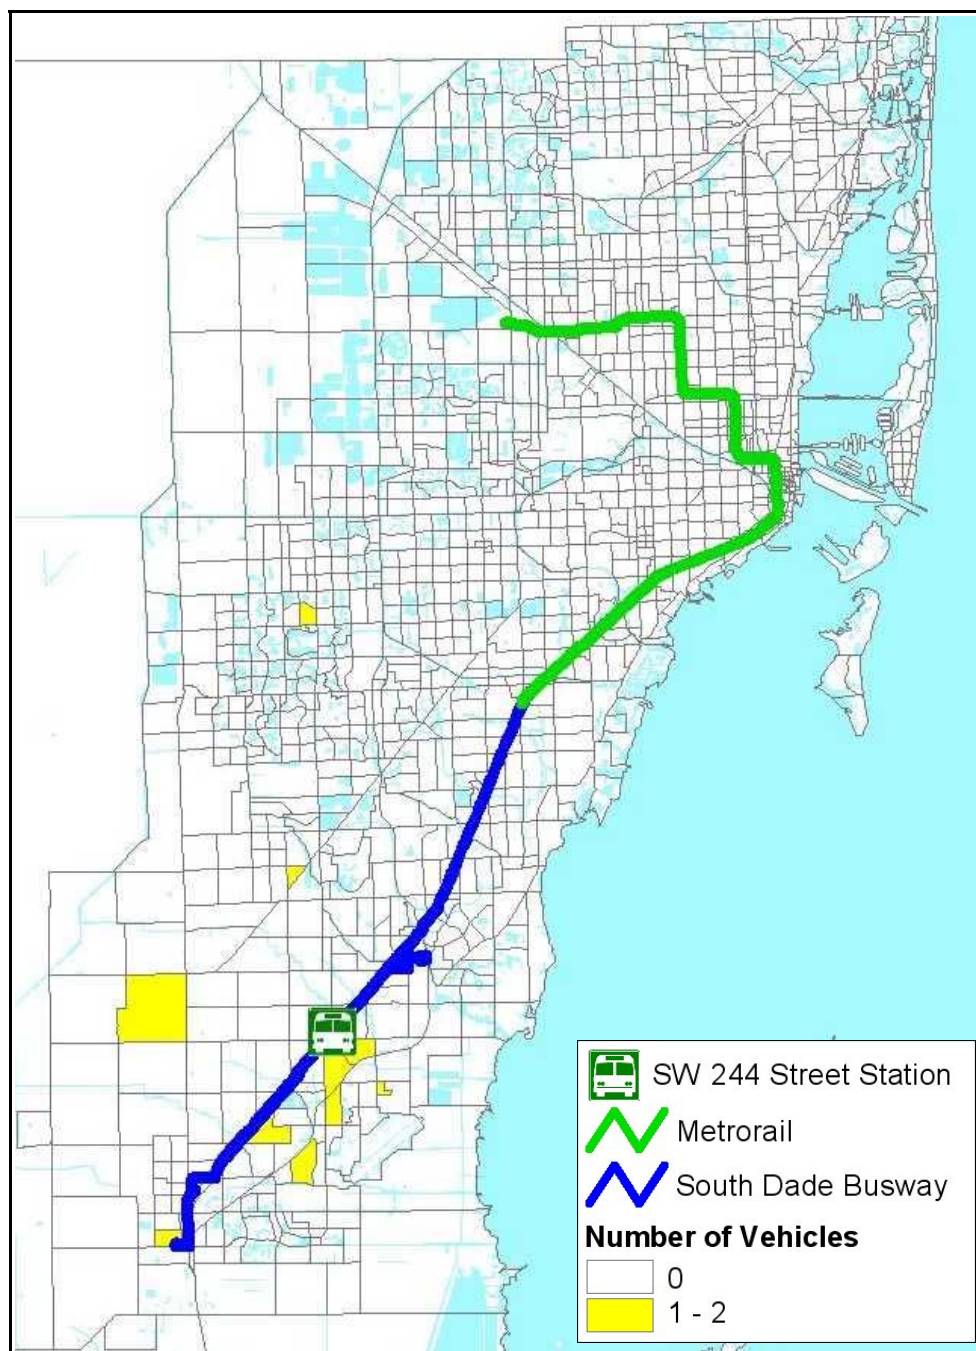 SW 244 Street Station
Metrorail
South Dade Busway
Number of Vehicles
0
1 - 2